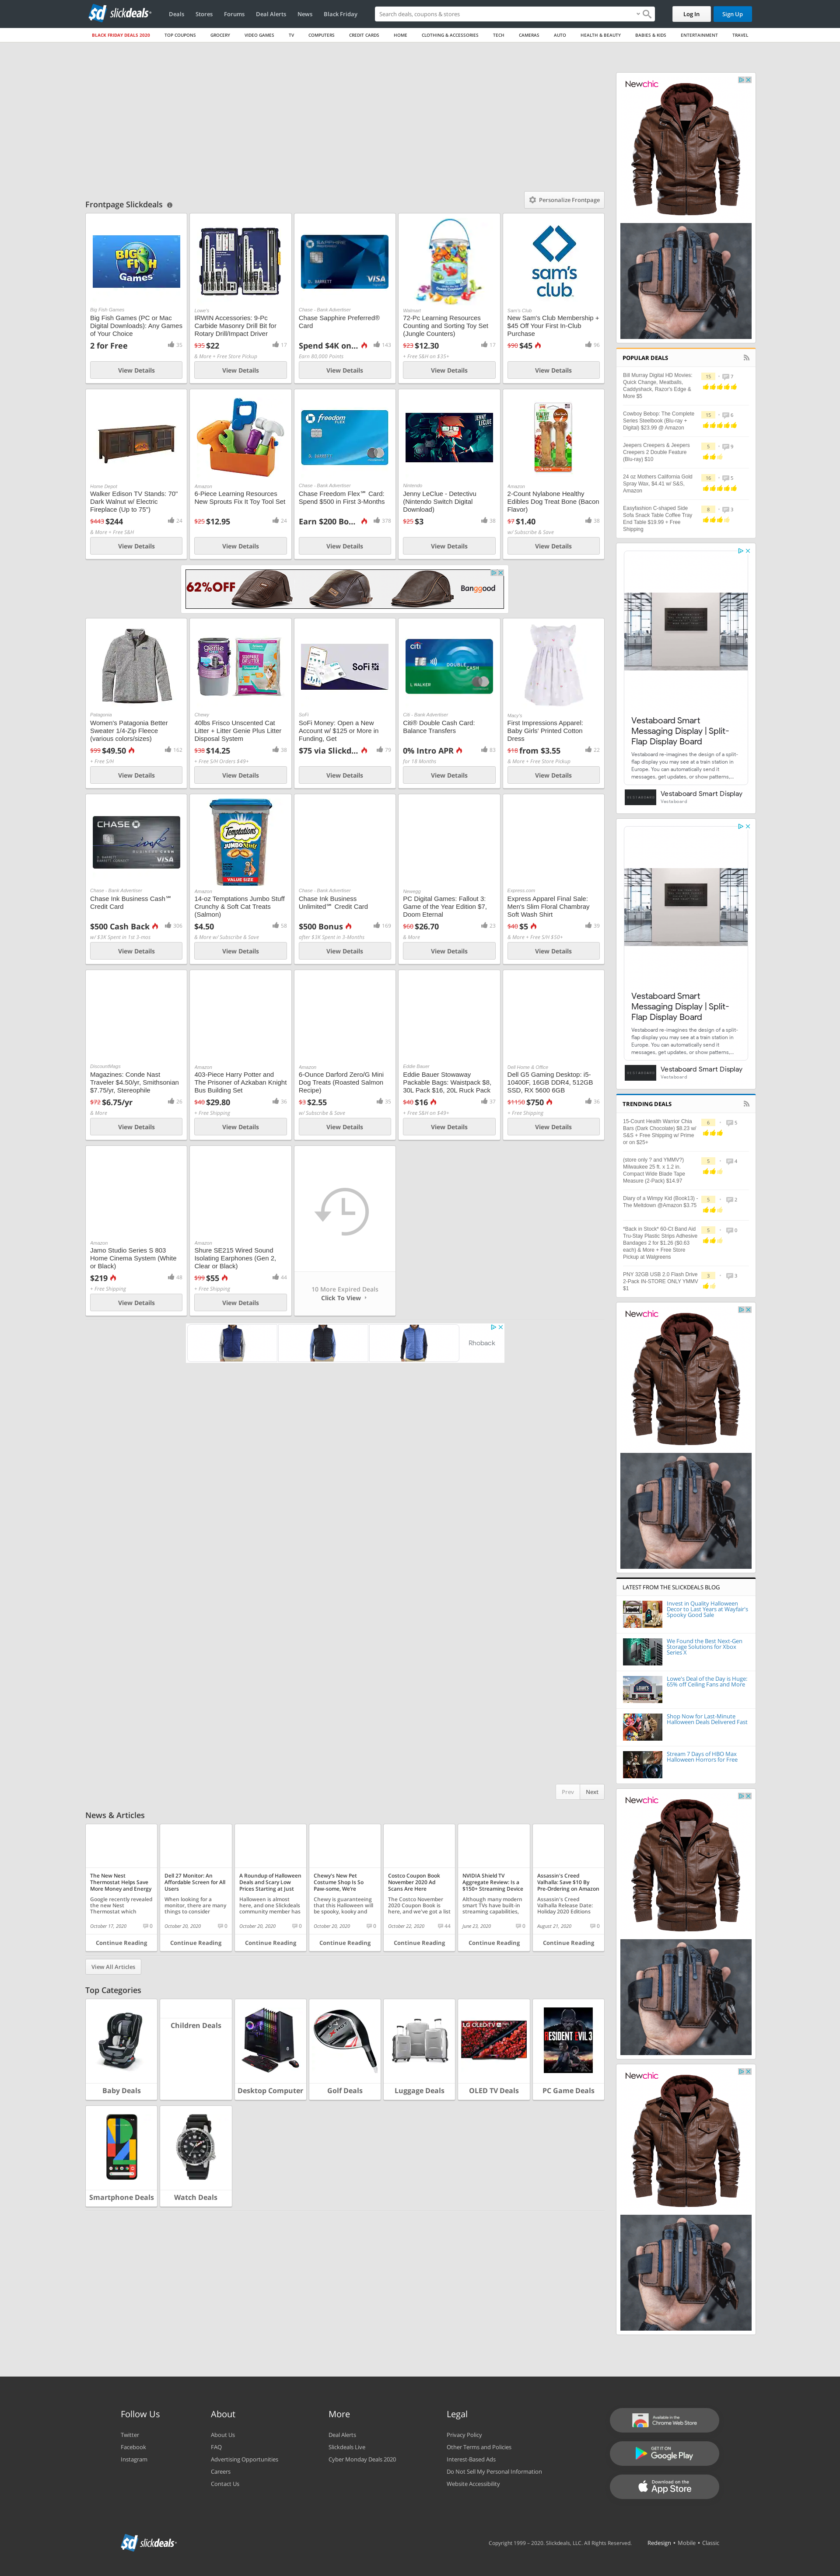 slickdeals
Deals
Stores
Forums
Deal Alerts
News
Black Friday
Search deals, coupons & stores
Log In
Sign Up
BLACK FRIDAY DEALS 2020
TOP COUPONS
GROCERY
VIDEO GAMES
TV
COMPUTERS
CREDIT CARDS
HOME
CLOTHING & ACCESSORIES
TECH
CAMERAS
AUTO
HEALTH & BEAUTY
BABIES & KIDS
ENTERTAINMENT
TRAVEL
Frontpage Slickdeals
Personalize Frontpage
Big Fish Games
Big Fish Games (PC or Mac
Digital Downloads): Any Games
of Your Choice
2 for Free
35
View Details
Lowe's
IRWIN Accessories: 9-Pc
Carbide Masonry Drill Bit for
Rotary Drill/Impact Driver
$35 $22
17
& More + Free Store Pickup
View Details
Chase - Bank Advertiser
Chase Sapphire Preferred®
Card
Spend $4K on...
143
Earn 80,000 Points
View Details
Walmart
72-Pc Learning Resources
Counting and Sorting Toy Set
(Jungle Counters)
$23 $12.30
17
+ Free S&H on $35+
View Details
sam's
club
Sam's Club
New Sam's Club Membership +
$45 Off Your First In-Club
Purchase
$90 $45
96
View Details
Home Depot
Walker Edison TV Stands: 70"
Dark Walnut w/ Electric
Fireplace (Up to 75")
$443 $244
24
& More + Free S&H
View Details
Amazon
6-Piece Learning Resources
New Sprouts Fix It Toy Tool Set
$25 $12.95
24
View Details
Chase - Bank Advertiser
Chase Freedom Flex℠ Card:
Spend $500 in First 3-Months
Earn $200 Bo...
378
View Details
Nintendo
Jenny LeClue - Detectivu
(Nintendo Switch Digital
Download)
$25 $3
38
View Details
Amazon
2-Count Nylabone Healthy
Edibles Dog Treat Bone (Bacon
Flavor)
$7 $1.40
38
w/ Subscribe & Save
View Details
62%OFF
Banggood
Patagonia
Women's Patagonia Better
Sweater 1/4-Zip Fleece
(various colors/sizes)
$99 $49.50
162
+ Free S/H
View Details
Chewy
40lbs Frisco Unscented Cat
Litter + Litter Genie Plus Litter
Disposal System
$38 $14.25
38
+ Free S/H Orders $49+
View Details
SoFi
SoFi
SoFi Money: Open a New
Account w/ $125 or More in
Funding, Get
$75 via Slickd...
79
View Details
Citi - Bank Advertiser
Citi® Double Cash Card:
Balance Transfers
0% Intro APR
83
for 18 Months
View Details
Macy's
First Impressions Apparel:
Baby Girls' Printed Cotton
Dress
$18 from $3.55
22
& More + Free Store Pickup
View Details
Chase - Bank Advertiser
Chase Ink Business Cash℠
Credit Card
$500 Cash Back
306
w/ $3K Spent in 1st 3-mos
View Details
Amazon
14-oz Temptations Jumbo Stuff
Crunchy & Soft Cat Treats
(Salmon)
$4.50
58
& More w/ Subscribe & Save
View Details
Chase - Bank Advertiser
Chase Ink Business
Unlimited℠ Credit Card
$500 Bonus
169
after $3K Spent in 3 Months
View Details
Newegg
PC Digital Games: Fallout 3:
Game of the Year Edition $7,
Doom Eternal
$60 $26.70
23
& More
View Details
Express.com
Express Apparel Final Sale:
Men's Slim Floral Chambray
Soft Wash Shirt
$40 $5
39
& More + Free S/H $50+
View Details
DiscountMags
Magazines: Conde Nast
Traveler $4.50/yr, Smithsonian
$7.75/yr, Stereophile
$72 $6.75/yr
26
& More
View Details
Amazon
403-Piece Harry Potter and
The Prisoner of Azkaban Knight
Bus Building Set
$40 $29.80
36
+ Free Shipping
View Details
Amazon
6-Ounce Darford Zero/G Mini
Dog Treats (Roasted Salmon
Recipe)
$3 $2.55
35
w/ Subscribe & Save
View Details
Eddie Bauer
Eddie Bauer Stowaway
Packable Bags: Waistpack $8,
30L Pack $16, 20L Ruck Pack
$40 $16
37
+ Free S&H on $49+
View Details
Dell Home & Office
Dell G5 Gaming Desktop: i5-
10400F, 16GB DDR4, 512GB
SSD, RX 5600 6GB
$1150 $750
36
+ Free Shipping
View Details
Amazon
Jamo Studio Series S 803
Home Cinema System (White
or Black)
$219
44
+ Free Shipping
View Details
Amazon
Shure SE215 Wired Sound
Isolating Earphones (Gen 2,
Clear or Black)
$99 $55
44
+ Free Shipping
View Details
10 More Expired Deals
Click To View
Rhoback
Prev
Next
News & Articles
The New Nest
Thermostat Helps Save
More Money and Energy
Google recently revealed
the new Nest
Thermostat which
October 17, 2020
0
Continue Reading
Dell 27 Monitor: An
Affordable Screen for All
Users
When looking for a
monitor, there are many
things to consider
October 20, 2020
0
Continue Reading
A Roundup of Halloween
Deals and Scary Low
Prices Starting at Just
Halloween is almost
here, and one Slickdeals
community member has
October 20, 2020
0
Continue Reading
Chewy's New Pet
Costume Shop Is So
Paw-some, We're
Chewy is guaranteeing
that this Halloween will
be spooky, kooky and
October 20, 2020
0
Continue Reading
Costco Coupon Book
November 2020 Ad
Scans Are Here
The Costco November
2020 Coupon Book is
here, and we've got a list
October 22, 2020
44
Continue Reading
NVIDIA Shield TV
Aggregate Review: Is a
$150+ Streaming Device
Although many modern
smart TVs have built-in
streaming capabilities,
June 23, 2020
0
Continue Reading
Assassin's Creed
Valhalla: Save $10 By
Pre-Ordering on Amazon
Assassin's Creed
Valhalla Release Date:
Holiday 2020 Editions
August 21, 2020
0
Continue Reading
View All Articles
Top Categories
Baby Deals
Children Deals
Desktop Computer
Golf Deals
Luggage Deals
OLED TV Deals
PC Game Deals
Smartphone Deals
Watch Deals
Newchic
POPULAR DEALS
Bill Murray Digital HD Movies:
Quick Change, Meatballs,
Caddyshack, Razor's Edge &
More $5
15
7
Cowboy Bebop: The Complete
Series Steelbook (Blu-ray +
Digital) $23.99 @ Amazon
15
6
Jeepers Creepers & Jeepers
Creepers 2 Double Feature
(Blu-ray) $10
5
9
24 oz Mothers California Gold
Spray Wax, $4.41 w/ S&S,
Amazon
16
5
Easyfashion C-shaped Side
Sofa Snack Table Coffee Tray
End Table $19.99 + Free
Shipping
8
3
Vestaboard Smart
Messaging Display | Split-
Flap Display Board
Vestaboard re-imagines the design of a split-
flap display you may see at a train station in
Europe. You can automatically send it
messages, get updates, or show patterns,...
Vestaboard Smart Display
Vestaboard
Vestaboard Smart
Messaging Display | Split-
Flap Display Board
Vestaboard re-imagines the design of a split-
flap display you may see at a train station in
Europe. You can automatically send it
messages, get updates, or show patterns,...
Vestaboard Smart Display
Vestaboard
TRENDING DEALS
15-Count Health Warrior Chia
Bars (Dark Chocolate) $8.23 w/
S&S + Free Shipping w/ Prime
or on $25+
6
5
(store only ? and YMMV?)
Milwaukee 25 ft. x 1.2 in.
Compact Wide Blade Tape
Measure (2-Pack) $14.97
5
4
Diary of a Wimpy Kid (Book13) -
The Meltdown @Amazon $3.75
5
2
*Back in Stock* 60-Ct Band Aid
Tru-Stay Plastic Strips Adhesive
Bandages 2 for $1.26 ($0.63
each) & More + Free Store
Pickup at Walgreens
5
0
PNY 32GB USB 2.0 Flash Drive
2-Pack IN-STORE ONLY YMMV
$1
3
3
Newchic
LATEST FROM THE SLICKDEALS BLOG
Invest in Quality Halloween
Decor to Last Years at Wayfair's
Spooky Good Sale
We Found the Best Next-Gen
Storage Solutions for Xbox
Series X
Lowe's Deal of the Day is Huge:
65% off Ceiling Fans and More
Shop Now for Last-Minute
Halloween Deals Delivered Fast
Stream 7 Days of HBO Max
Halloween Horrors for Free
Newchic
Newchic
Follow Us
Twitter
Facebook
Instagram
About
About Us
FAQ
Advertising Opportunities
Careers
Contact Us
More
Deal Alerts
Slickdeals Live
Cyber Monday Deals 2020
Legal
Privacy Policy
Other Terms and Policies
Interest-Based Ads
Do Not Sell My Personal Information
Website Accessibility
Available in the
Chrome Web Store
GET IT ON
Google Play
Download on the
App Store
slickdeals
Copyright 1999 – 2020. Slickdeals, LLC. All Rights Reserved.
Redesign • Mobile • Classic